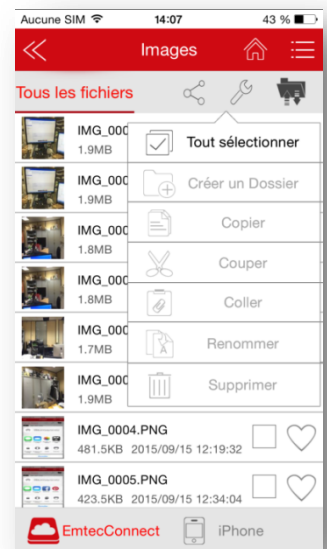 Aucune SIM 14:07 43 %
Images
Tous les fichiers
Tout sélectionner
Créer un Dossier
Copier
Couper
Coller
Renommer
Supprimer
IMG_000
1.9MB
IMG_000
1.9MB
IMG_000
1.8MB
IMG_000
1.8MB
IMG_000
1.7MB
IMG_000
1.9MB
IMG_0004.PNG
481.5KB 2015/09/15 12:19:32
IMG_0005.PNG
423.5KB 2015/09/15 12:34:04
EmtecConnect iPhone